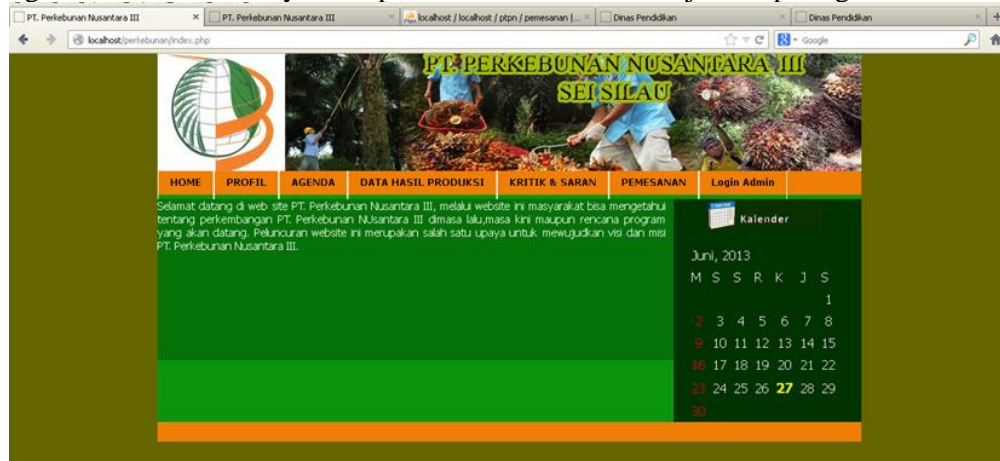 PT. Perkebunan Nusantara III
PT. Perkebunan Nusantara III
localhost / localhost / ptpn / pemesanan |...
Dinas Pendidikan
Dinas Pendidikan
localhost/perkebunan/index.php
Google
PT. PERKEBUNAN NUSANTARA III
SEI SILAU
HOME PROFIL AGENDA DATA HASIL PRODUKSI KRITIK & SARAN PEMESANAN Login Admin
Selamat datang di web site PT. Perkebunan Nusantara III, melalui website ini masyarakat bisa mengetahui
tentang perkembangan PT. Perkebunan NUsantara III dimasa lalu,masa kini maupun rencana program
yang akan datang. Peluncuran website ini merupakan salah satu upaya untuk mewujudkan visi dan misi
PT. Perkebunan Nusantara III.
Kalender
Juni, 2013
M S S R K J S
1
2 3 4 5 6 7 8
9 10 11 12 13 14 15
16 17 18 19 20 21 22
23 24 25 26 27 28 29
30